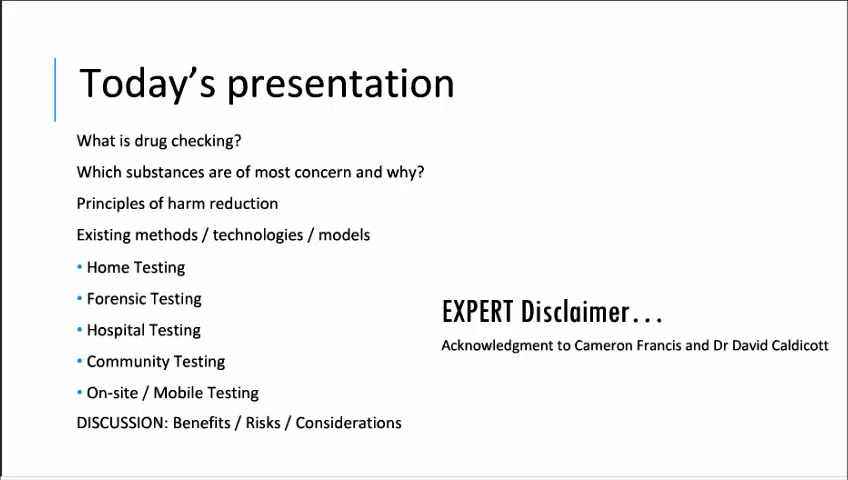 Today’s presentation
What is drug checking?
Which substances are of most concern and why?
Principles of harm reduction
Existing methods / technologies / models
• Home Testing
• Forensic Testing
• Hospital Testing
• Community Testing
• On-site / Mobile Testing
DISCUSSION: Benefits / Risks / Considerations
EXPERT Disclaimer…
Acknowledgment to Cameron Francis and Dr David Caldicott